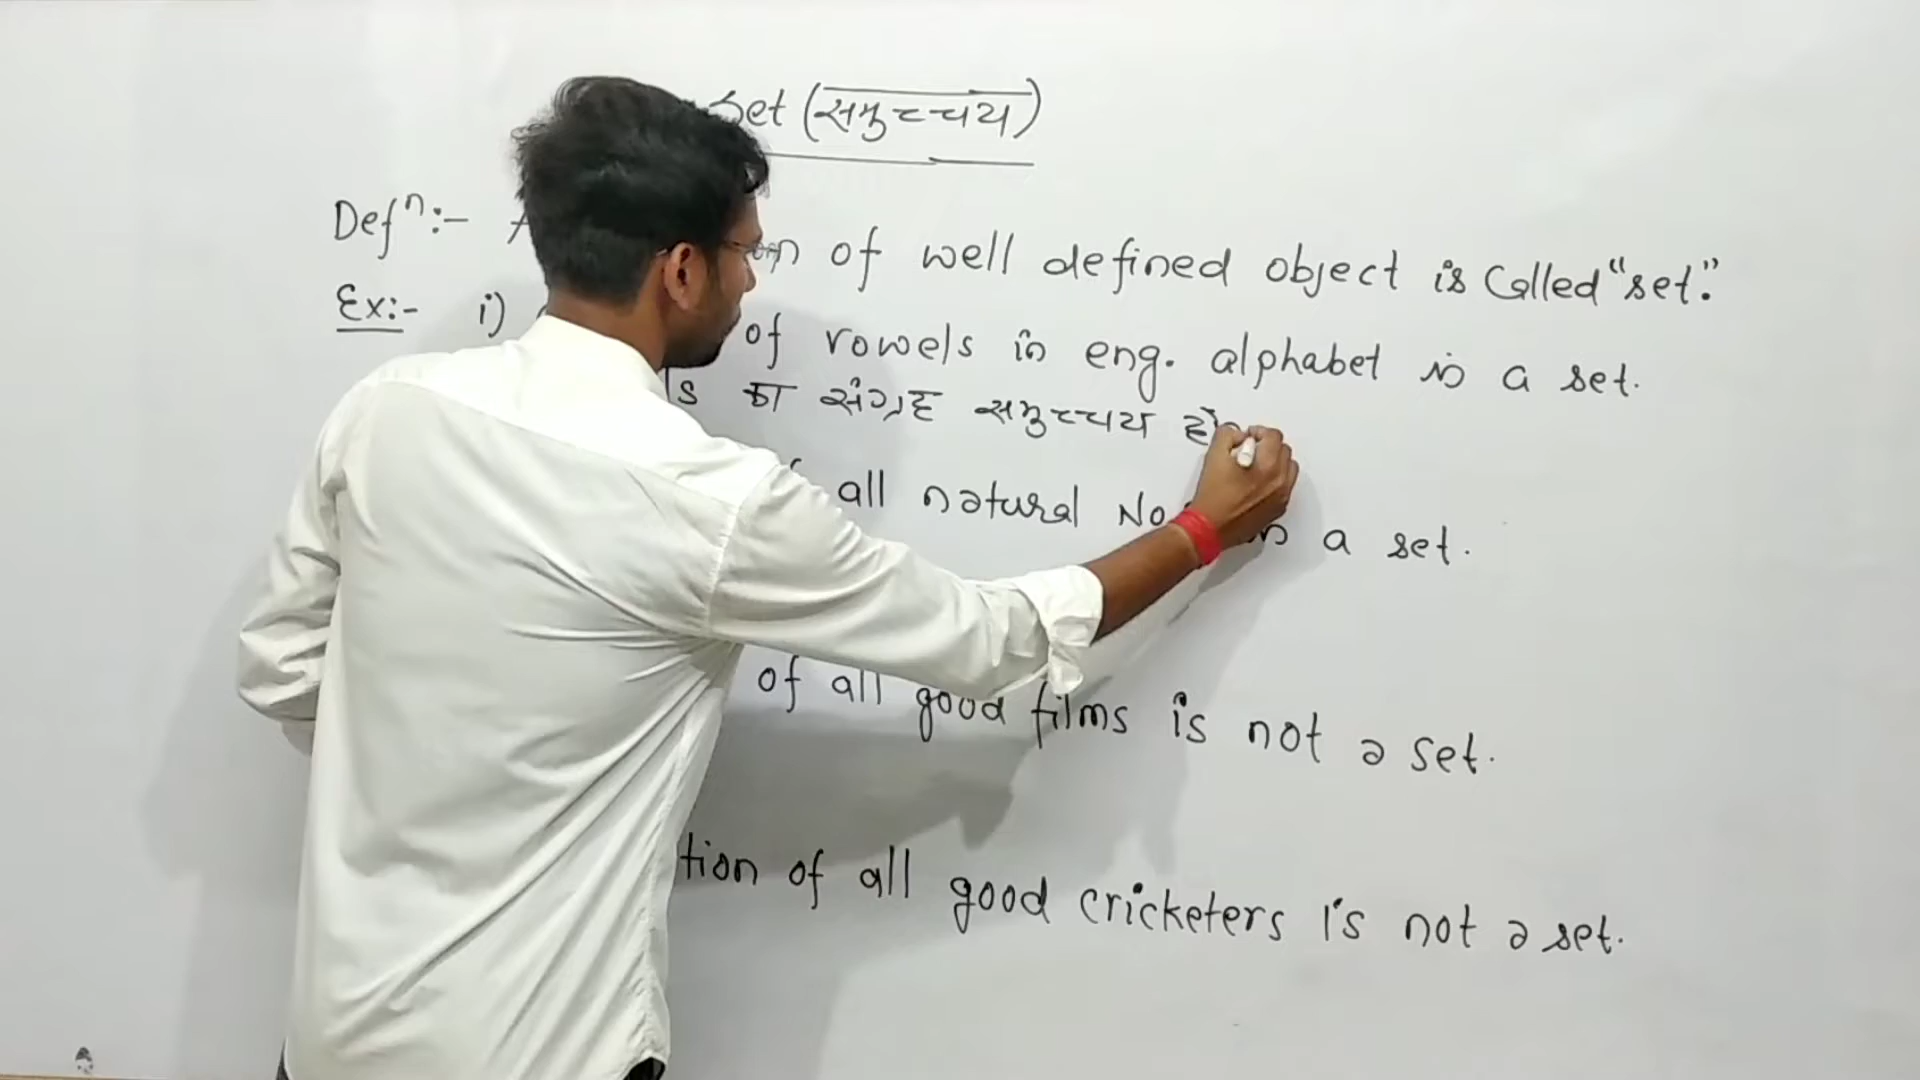 Set (समुच्चय)
Defⁿ:- of well defined object is Called "set".
Ex:- i) of vowels in eng. alphabet is a set.
का संग्रह समुच्चय
all natural a set.
of all good films is not a set.
of all good cricketers is not a set.